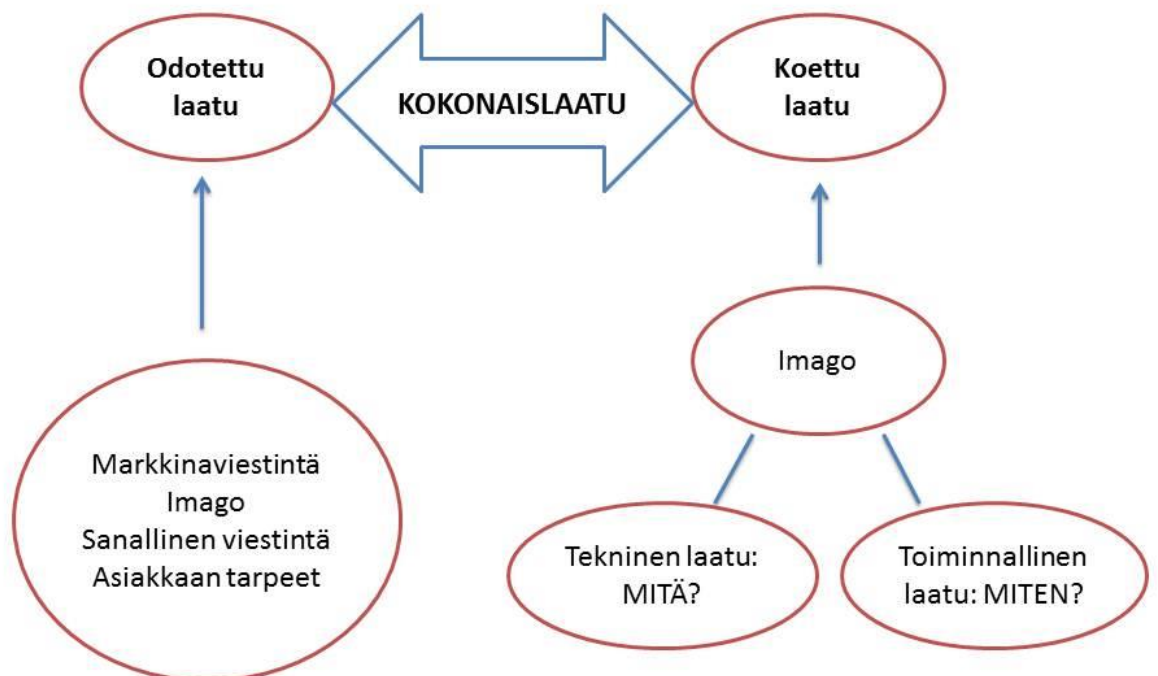 Odotettu
laatu
KOKONAISLAATU
Koettu
laatu
Imago
Markkinaviestintä
Imago
Sanallinen viestintä
Asiakkaan tarpeet
Tekninen laatu:
MITÄ?
Toiminnallinen
laatu: MITEN?